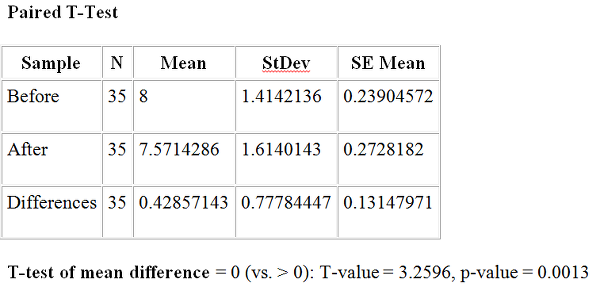 Paired T-Test
Sample N Mean StDev SE Mean
Before 35 8 1.4142136 0.23904572
After 35 7.5714286 1.6140143 0.2728182
Differences 35 0.42857143 0.77784447 0.13147971
T-test of mean difference = 0 (vs. > 0): T-value = 3.2596, p-value = 0.0013